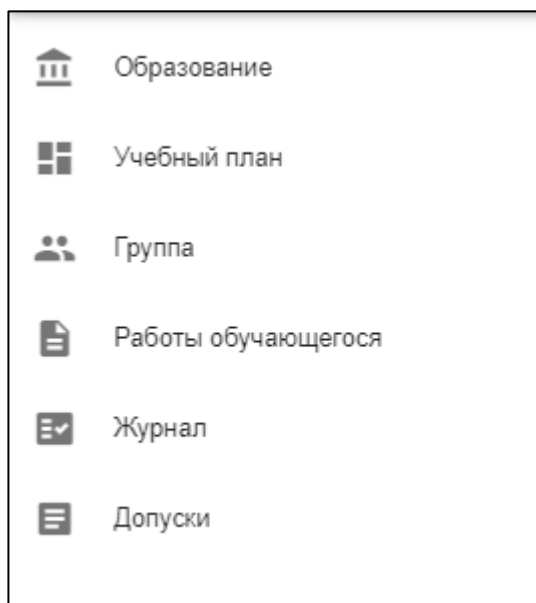 Образование
Учебный план
Группа
Работы обучающегося
Журнал
Допуски